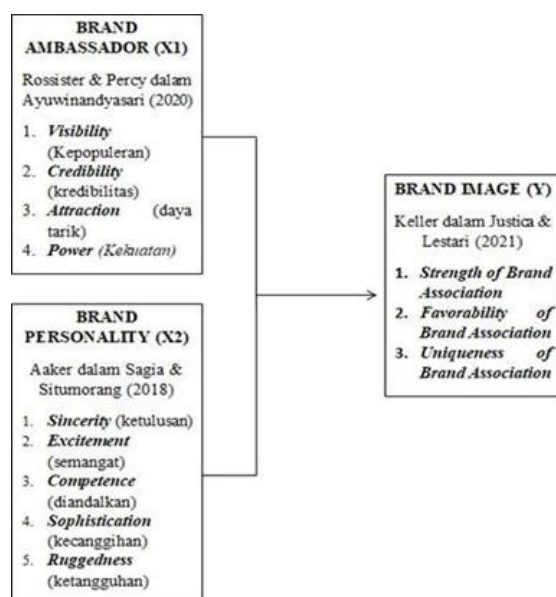 BRAND
AMBASSADOR (X1)
Rossister & Percy dalam
Ayuwinandyasari (2020)
1. Visibility
(Kepopuleran)
2. Credibility
(kredibilitas)
3. Attraction (daya
tarik)
4. Power (Kekuatan)
BRAND
PERSONALITY (X2)
Aaker dalam Sagia &
Situmorang (2018)
1. Sincerity (ketulusan)
2. Excitement
(semangat)
3. Competence
(diandalkan)
4. Sophistication
(kecanggihan)
5. Ruggedness
(ketangguhan)
BRAND IMAGE (Y)
Keller dalam Justica &
Lestari (2021)
1. Strength of Brand
Association
2. Favorability of
Brand Association
3. Uniqueness of
Brand Association